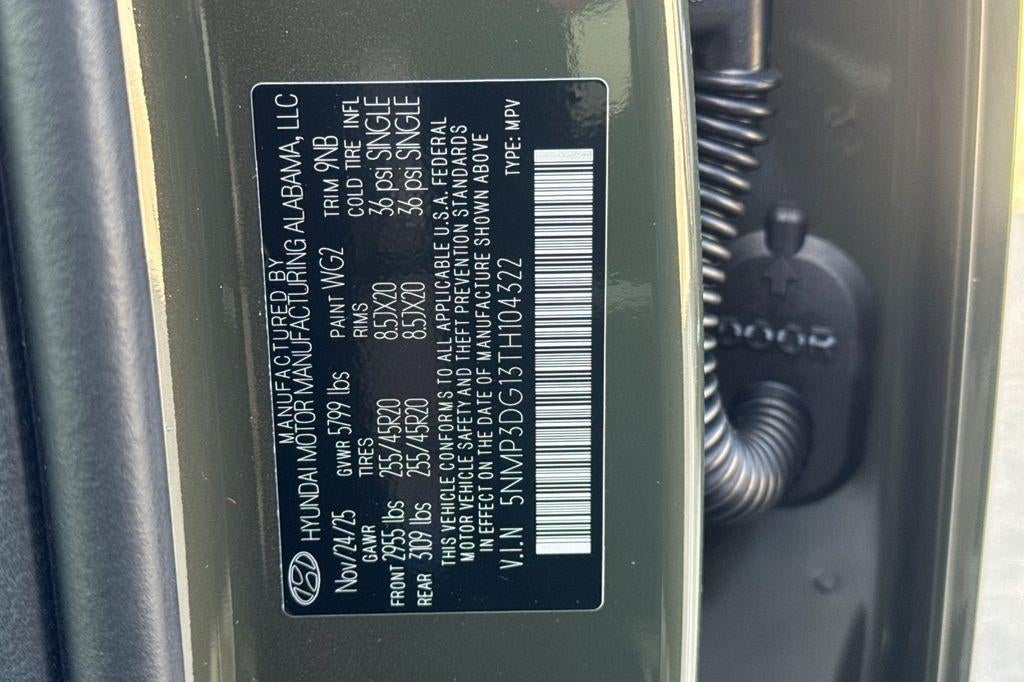 MANUFACTURED BY
HYUNDAI MOTOR MANUFACTURING ALABAMA, LLC
Nov/24/25 GVWR 5799 lbs PAINT WG2 TRIM 9NB
GAWR TIRES RIMS COLD TIRE INFL
FRONT 2955 lbs 255/45R20 8.5JX20 36 psi SINGLE
REAR 3109 lbs 255/45R20 8.5JX20 36 psi SINGLE
THIS VEHICLE CONFORMS TO ALL APPLICABLE U.S.A. FEDERAL
MOTOR VEHICLE SAFETY AND THEFT PREVENTION STANDARDS
IN EFFECT ON THE DATE OF MANUFACTURE SHOWN ABOVE
V.I.N 5NMP3DG13TH104322 TYPE: MPV
DOOR